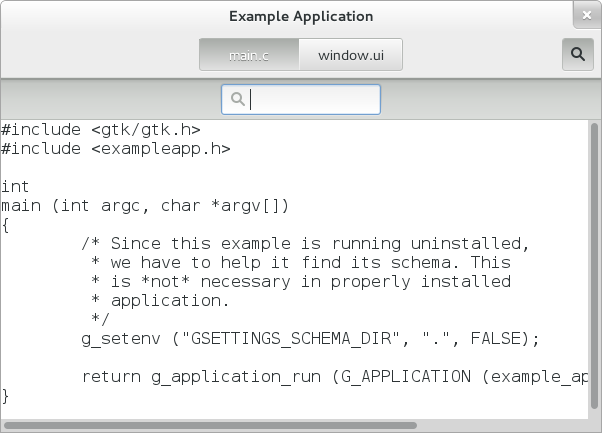 Example Application
main.c window.ui
#include <gtk/gtk.h>
#include <exampleapp.h>
int
main (int argc, char *argv[])
{
/* Since this example is running uninstalled,
* we have to help it find its schema. This
* is *not* necessary in properly installed
* application.
*/
g_setenv ("GSETTINGS_SCHEMA_DIR", ".", FALSE);
return g_application_run (G_APPLICATION (example_ap
}